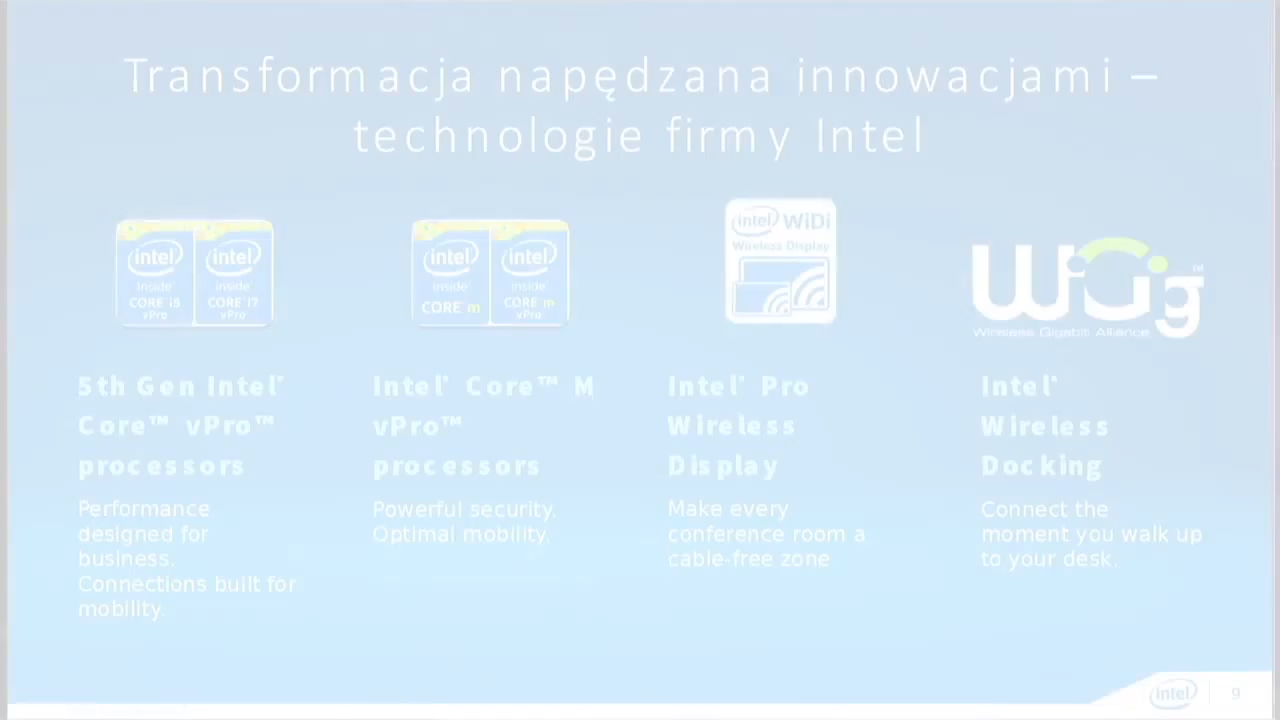 Transformacja napędzana innowacjami –
technologie firmy Intel
intel inside CORE i5 vPro
intel inside CORE i7 vPro
intel inside CORE m
intel inside CORE m vPro
intel WiDi
Wireless Display
WiGig™
Wireless Gigabit Alliance
5th Gen Intel®
Core™ vPro™
processors
Performance
designed for
business.
Connections built for
mobility.
Intel® Core™ M
vPro™
processors
Powerful security.
Optimal mobility.
Intel® Pro
Wireless
Display
Make every
conference room a
cable-free zone
Intel®
Wireless
Docking
Connect the
moment you walk up
to your desk.
intel 9